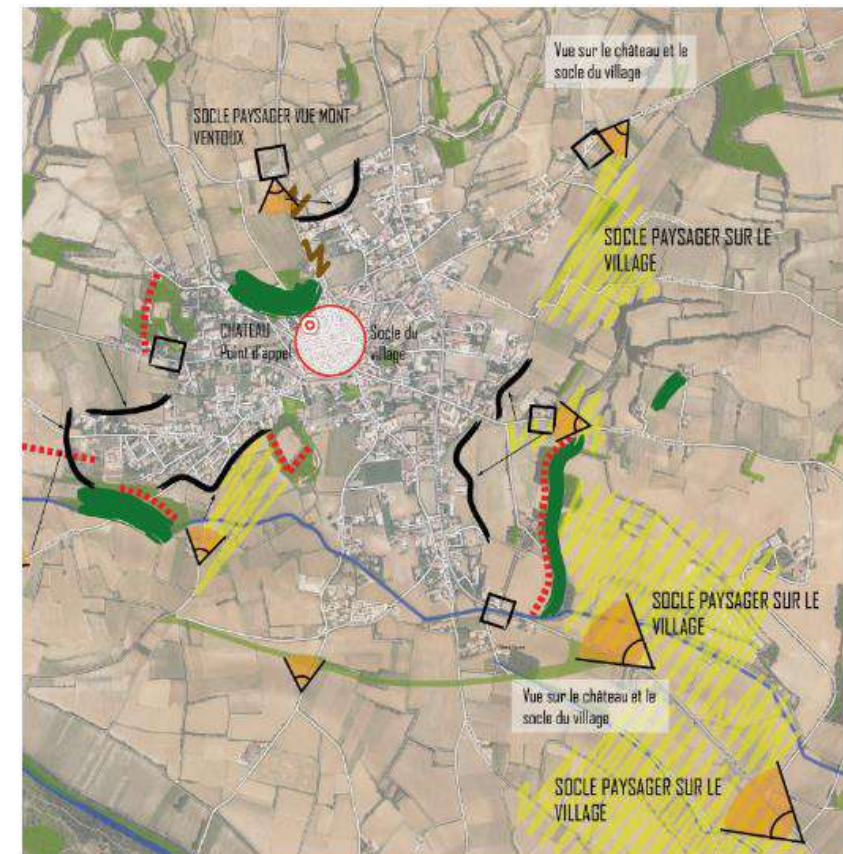 Vue sur le château et le
socle du village
SOCLE PAYSAGER VUE MONT
VENTOUX
SOCLE PAYSAGER SUR LE
VILLAGE
CHATEAU
Point d'appel
Socle du
village
SOCLE PAYSAGER SUR LE
VILLAGE
Vue sur le château et le
socle du village
SOCLE PAYSAGER SUR LE
VILLAGE